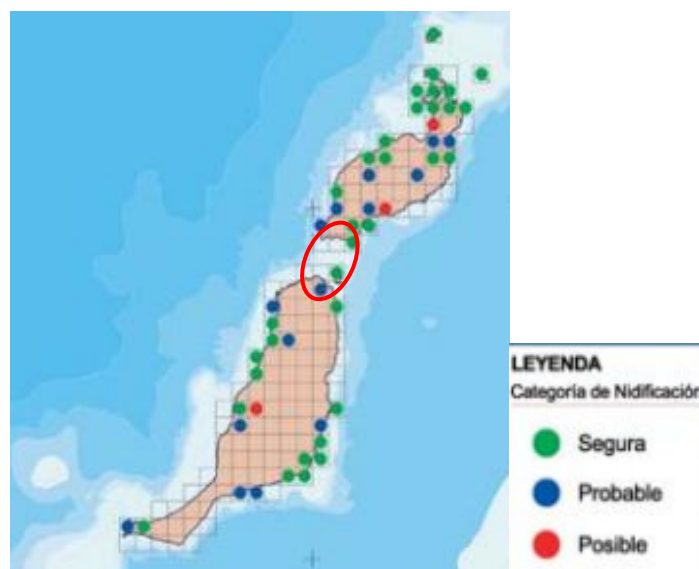 LEYENDA
Categoría de Nidificación
Segura
Probable
Posible